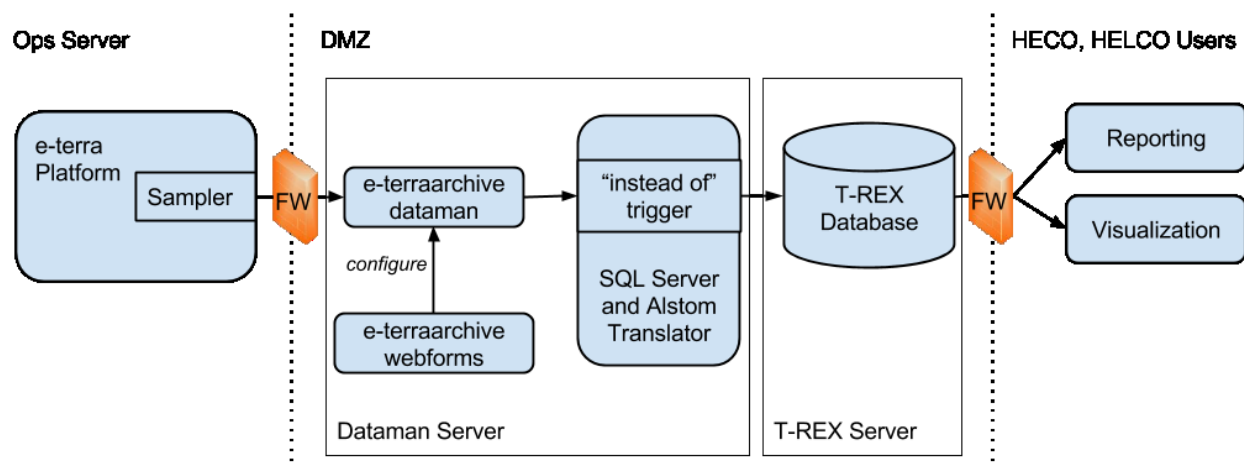 Ops Server
DMZ
HECO, HELCO Users
e-terra
Platform
Sampler
FW
e-terraarchive
dataman
configure
e-terraarchive
webforms
"instead of"
trigger
SQL Server
and Alstom
Translator
Dataman Server
T-REX
Database
T-REX Server
FW
Reporting
Visualization